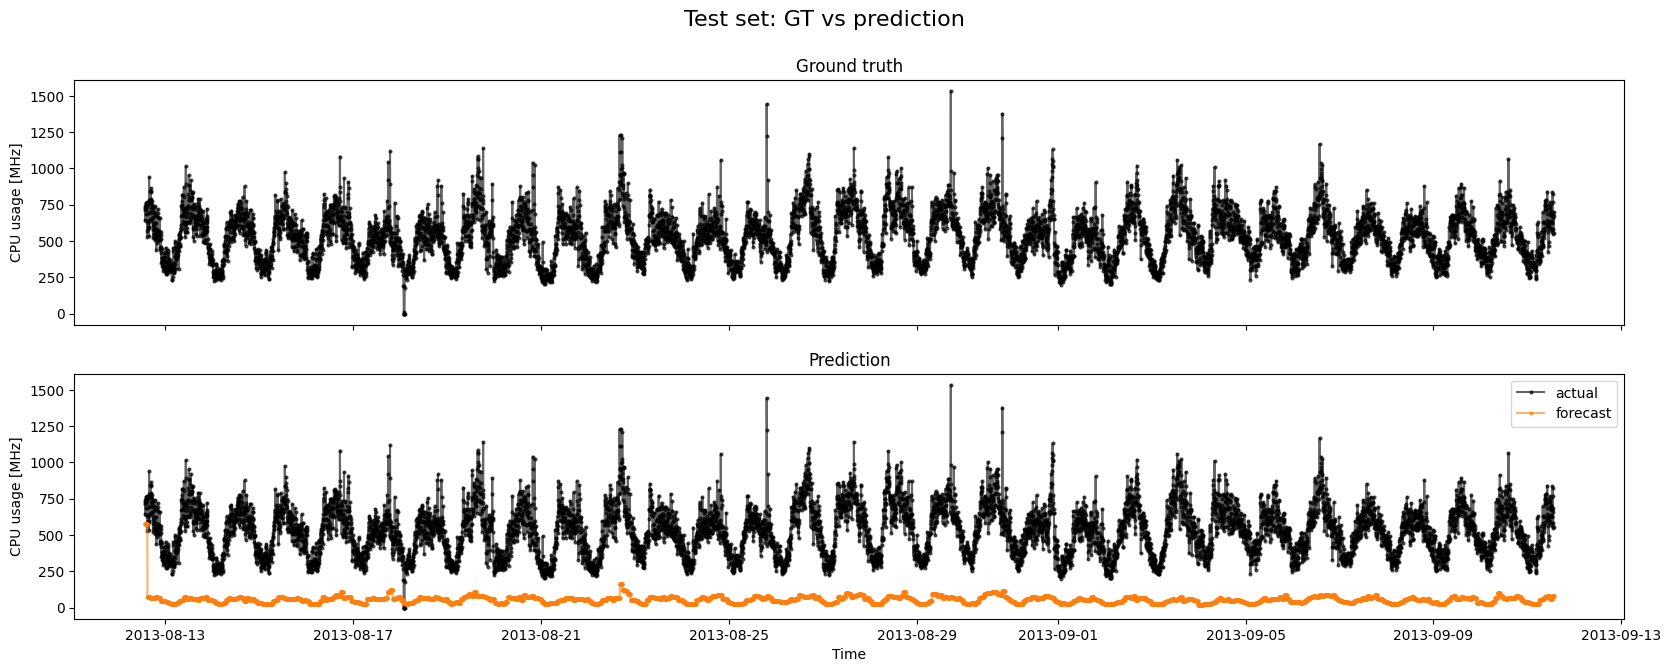 Test set: GT vs prediction
Ground truth
CPU usage [MHz]
1500
1250
1000
750
500
250
0
Prediction
CPU usage [MHz]
1500
1250
1000
750
500
250
0
actual
forecast
2013-08-13 2013-08-17 2013-08-21 2013-08-25 2013-08-29 2013-09-01 2013-09-05 2013-09-09 2013-09-13
Time